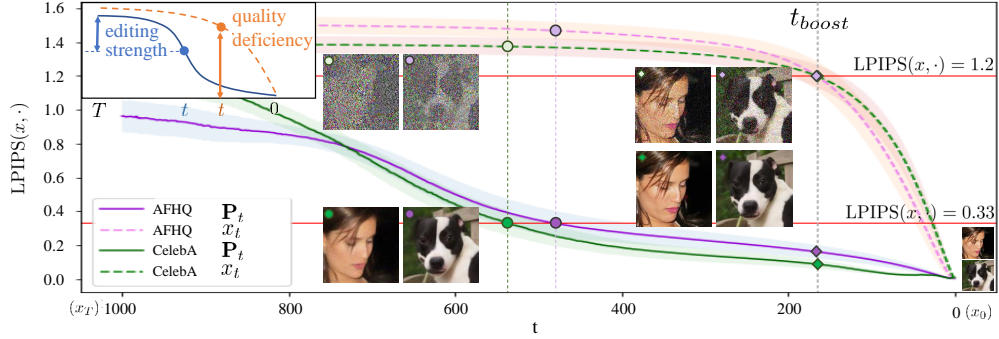 1.6
1.4
1.2
1.0
0.8
0.6
0.4
0.2
0.0
LPIPS(x, ·)
editing
strength
quality
deficiency
T
t
t
0
t_boost
LPIPS(x, ·) = 1.2
LPIPS(x, ·) = 0.33
AFHQ P_t
AFHQ x_t
CelebA P_t
CelebA x_t
(x_T) 1000
800
600
400
200
0 (x_0)
t